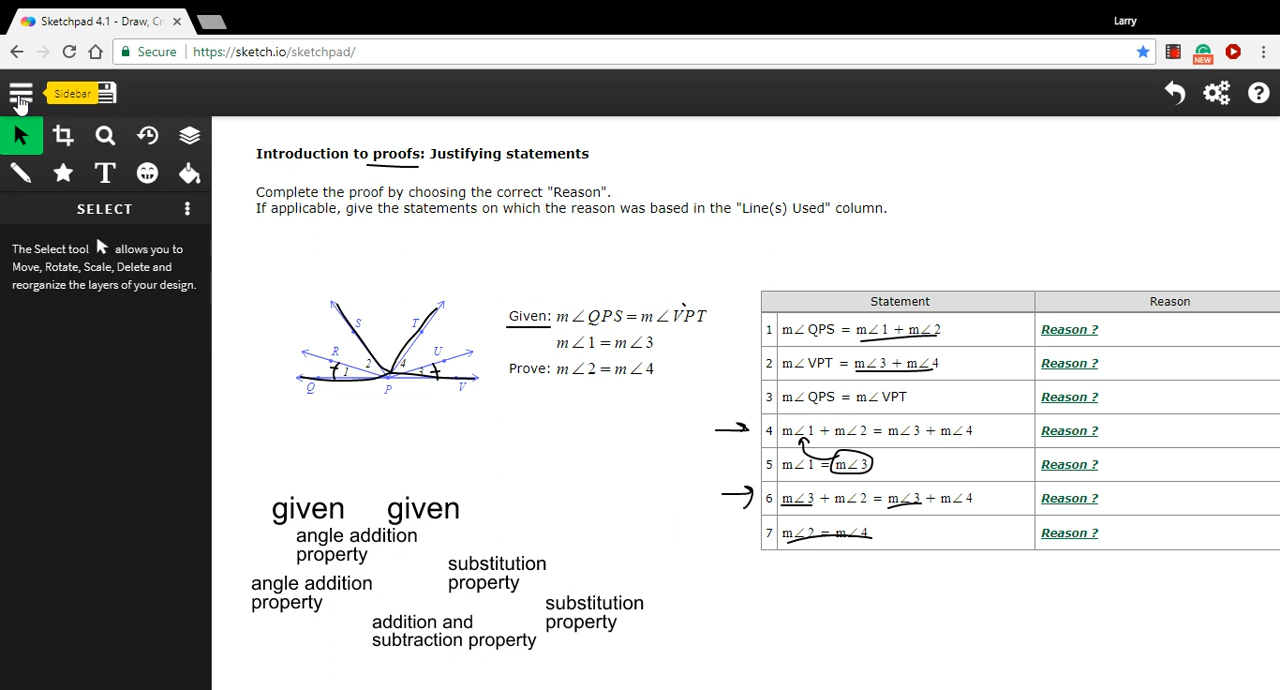 Sketchpad 4.1 - Draw, Cr
Larry
Secure https://sketch.io/sketchpad/
NEW
Sidebar
SELECT
The Select tool allows you to
Move, Rotate, Scale, Delete and
reorganize the layers of your design.
Introduction to proofs: Justifying statements
Complete the proof by choosing the correct "Reason".
If applicable, give the statements on which the reason was based in the "Line(s) Used" column.
S T
R U
2 4
1 3
Q P V
Given: m∠QPS = m∠VPT
m∠1 = m∠3
Prove: m∠2 = m∠4
Statement Reason
1 m∠QPS = m∠1 + m∠2 Reason ?
2 m∠VPT = m∠3 + m∠4 Reason ?
3 m∠QPS = m∠VPT Reason ?
4 m∠1 + m∠2 = m∠3 + m∠4 Reason ?
5 m∠1 = m∠3 Reason ?
6 m∠3 + m∠2 = m∠3 + m∠4 Reason ?
7 m∠2 = m∠4 Reason ?
given given
angle addition
property
substitution
property
angle addition
property
substitution
property
addition and
subtraction property